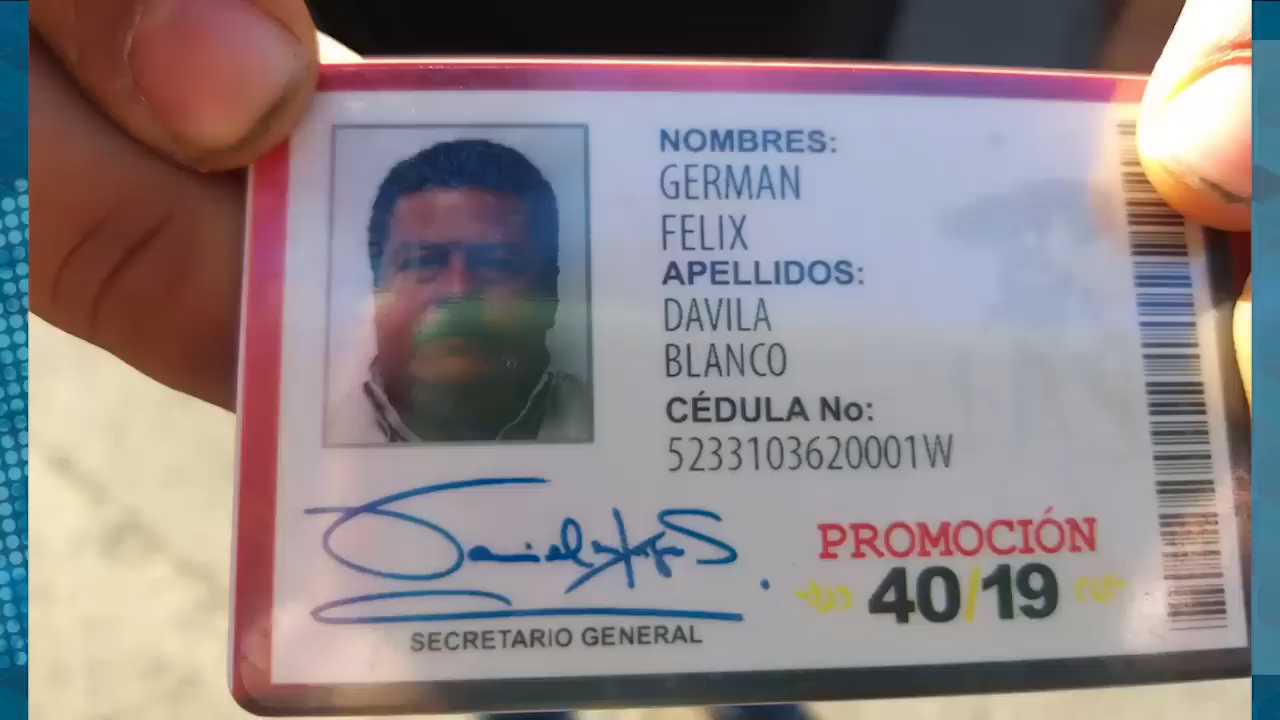 NOMBRES:
GERMAN
FELIX
APELLIDOS:
DAVILA
BLANCO
CÉDULA No:
5233103620001W
PROMOCIÓN
40/19
SECRETARIO GENERAL